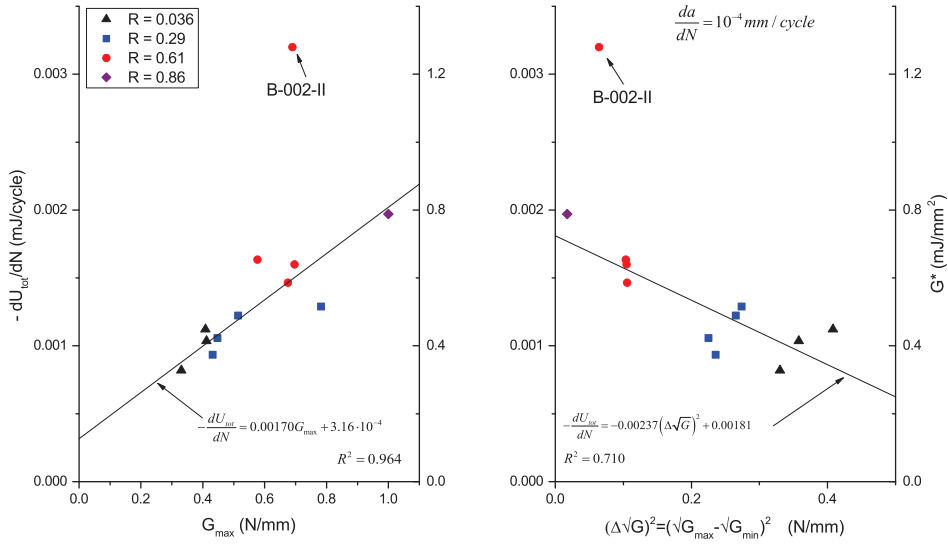 R = 0.036
R = 0.29
R = 0.61
R = 0.86
B-002-II
- dU_tot/dN (mJ/cycle)
0.003
0.002
0.001
0.000
1.2
0.8
0.4
0.0
-dU_tot/dN = 0.00170G_max + 3.16·10^-4
R² = 0.964
0.0 0.2 0.4 0.6 0.8 1.0
G_max (N/mm)
da/dN = 10^-4 mm / cycle
B-002-II
0.003
0.002
0.001
0.000
1.2
0.8
0.4
0.0
G* (mJ/mm²)
-dU_tot/dN = -0.00237(Δ√G)² + 0.00181
R² = 0.710
0.0 0.2 0.4
(Δ√G)²=(√G_max-√G_min)² (N/mm)